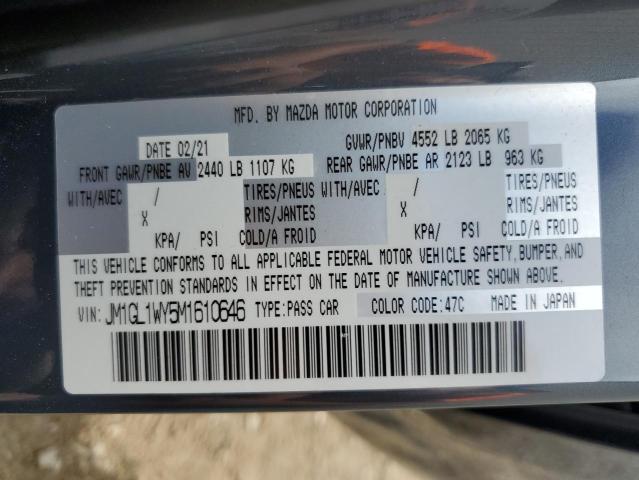 MFD. BY MAZDA MOTOR CORPORATION
DATE 02/21 GVWR/PNBV 4552 LB 2065 KG
FRONT GAWR/PNBE AV 2440 LB 1107 KG REAR GAWR/PNBE AR 2123 LB 963 KG
WITH/AVEC / TIRES/PNEUS WITH/AVEC / TIRES/PNEUS
X RIMS/JANTES X RIMS/JANTES
KPA/ PSI COLD/A FROID KPA/ PSI COLD/A FROID
THIS VEHICLE CONFORMS TO ALL APPLICABLE FEDERAL MOTOR VEHICLE SAFETY, BUMPER, AND
THEFT PREVENTION STANDARDS IN EFFECT ON THE DATE OF MANUFACTURE SHOWN ABOVE.
VIN: JM1GL1WY5M1610646 TYPE: PASS CAR COLOR CODE: 47C MADE IN JAPAN